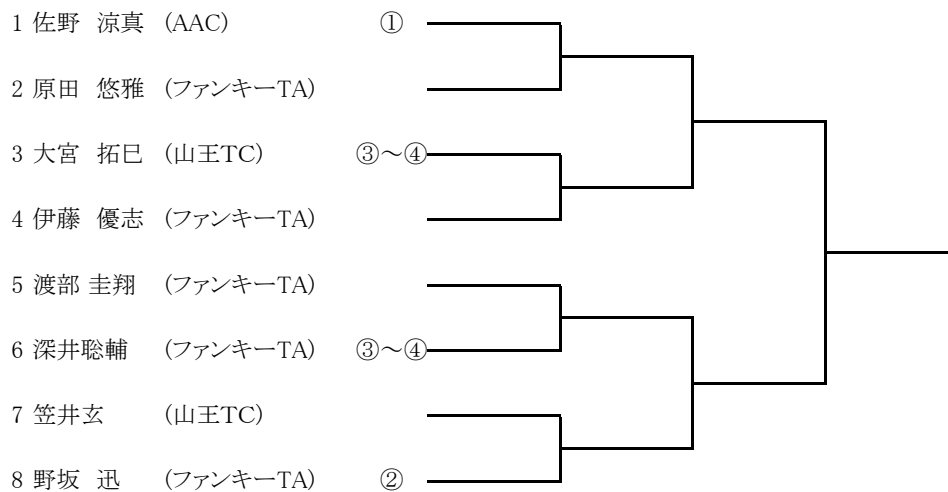 1 佐野 涼真 (AAC) ①
2 原田 悠雅 (ファンキーTA)
3 大宮 拓巳 (山王TC) ③～④
4 伊藤 優志 (ファンキーTA)
5 渡部 圭翔 (ファンキーTA)
6 深井聡輔 (ファンキーTA) ③～④
7 笠井玄 (山王TC)
8 野坂 迅 (ファンキーTA) ②